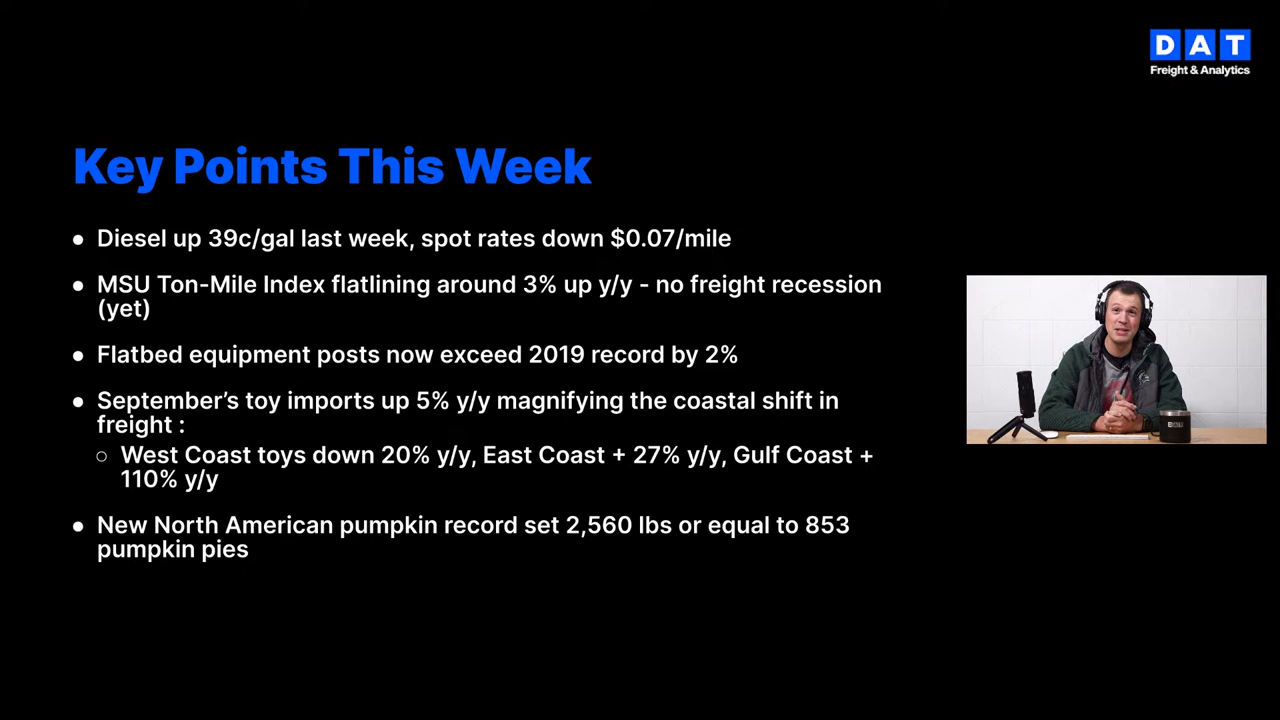 DAT
Freight & Analytics
Key Points This Week
● Diesel up 39c/gal last week, spot rates down $0.07/mile
● MSU Ton-Mile Index flatlining around 3% up y/y - no freight recession
(yet)
● Flatbed equipment posts now exceed 2019 record by 2%
● September’s toy imports up 5% y/y magnifying the coastal shift in
freight :
○ West Coast toys down 20% y/y, East Coast + 27% y/y, Gulf Coast +
110% y/y
● New North American pumpkin record set 2,560 lbs or equal to 853
pumpkin pies